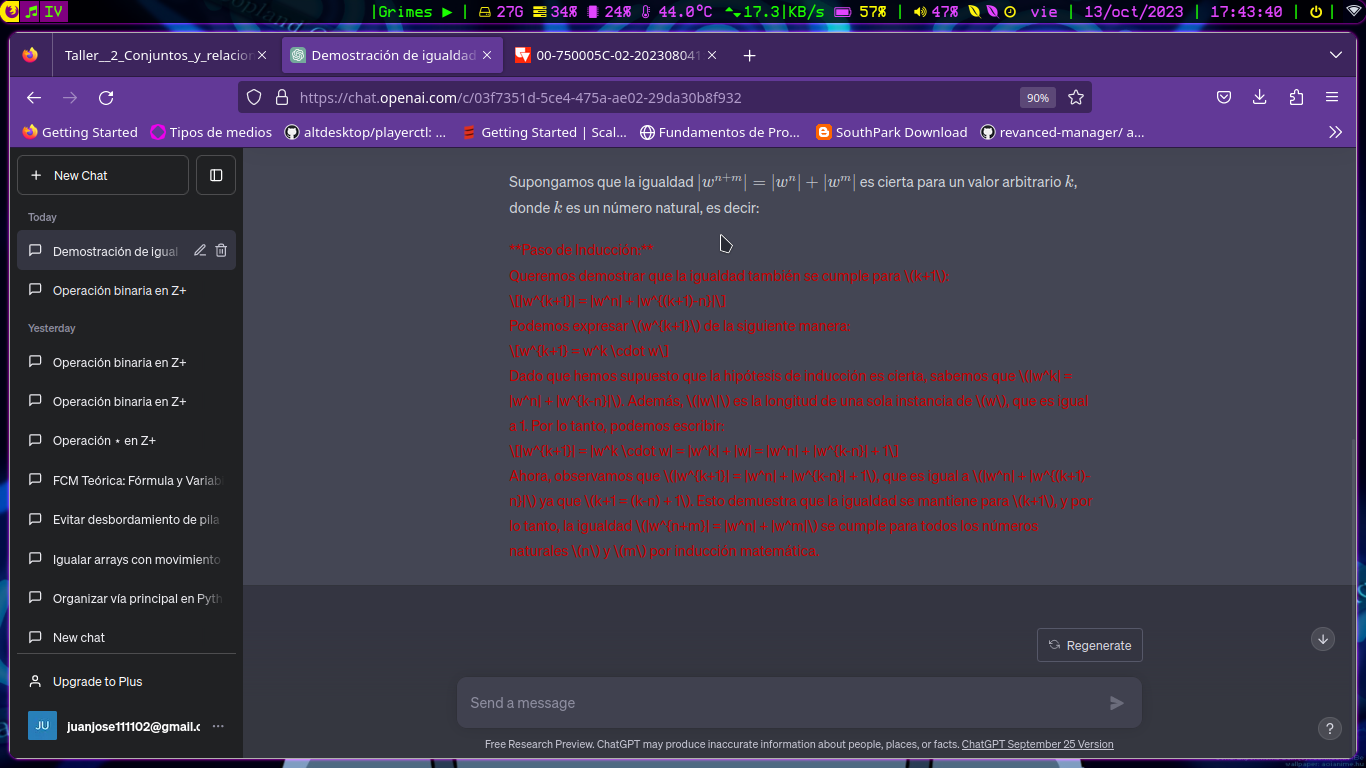 IV |Grimes ▶ | 27G 34% 24% 44.0°C 17.3|KB/s 57% | 47% vie | 13/oct/2023 | 17:43:40 |
Taller__2_Conjuntos_y_relacior
Demostración de igualdad
00-750005C-02-202308041
https://chat.openai.com/c/03f7351d-5ce4-475a-ae02-29da30b8f932
90%
Getting Started
Tipos de medios
altdesktop/playerctl: ...
Getting Started | Scal...
Fundamentos de Pro...
SouthPark Download
revanced-manager/ a...
New Chat
Today
Demostración de igual
Operación binaria en Z+
Yesterday
Operación binaria en Z+
Operación binaria en Z+
Operación ⋆ en Z+
FCM Teórica: Fórmula y Variab
Evitar desbordamiento de pila
Igualar arrays con movimiento
Organizar vía principal en Pyth
New chat
Upgrade to Plus
JU
juanjose111102@gmail.c
Supongamos que la igualdad |w^{n+m}| = |w^n| + |w^m| es cierta para un valor arbitrario k,
donde k es un número natural, es decir:
**Paso de Inducción:**
Queremos demostrar que la igualdad también se cumple para \(k+1\):
\[|w^{k+1}| = |w^n| + |w^{(k+1)-n}|\]
Podemos expresar \(w^{k+1}\) de la siguiente manera:
\[w^{k+1} = w^k \cdot w\]
Dado que hemos supuesto que la hipótesis de inducción es cierta, sabemos que \(|w^k| =
|w^n| + |w^{k-n}|\). Además, \(|w|\) es la longitud de una sola instancia de \(w\), que es igual
a 1. Por lo tanto, podemos escribir:
\[|w^{k+1}| = |w^k \cdot w| = |w^k| + |w| = |w^n| + |w^{k-n}| + 1\]
Ahora, observamos que \(|w^{k+1}| = |w^n| + |w^{k-n}| + 1\), que es igual a \(|w^n| + |w^{(k+1)-
n}|\) ya que \(k+1 = (k-n) + 1\). Esto demuestra que la igualdad se mantiene para \(k+1\), y por
lo tanto, la igualdad \(|w^{n+m}| = |w^n| + |w^m|\) se cumple para todos los números
naturales \(n\) y \(m\) por inducción matemática.
Regenerate
Send a message
Free Research Preview. ChatGPT may produce inaccurate information about people, places, or facts. ChatGPT September 25 Version
?